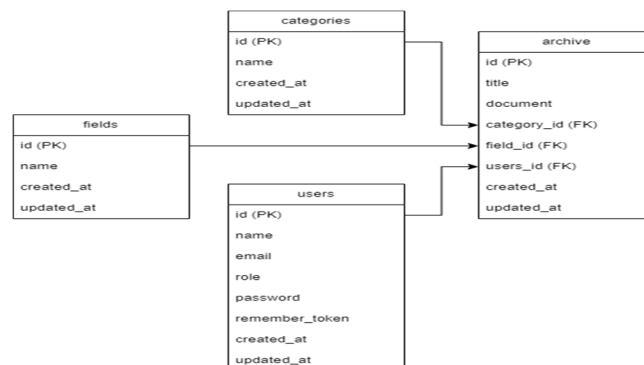 categories
id (PK)
name
created_at
updated_at
archive
id (PK)
title
document
category_id (FK)
field_id (FK)
users_id (FK)
created_at
updated_at
fields
id (PK)
name
created_at
updated_at
users
id (PK)
name
email
role
password
remember_token
created_at
updated_at